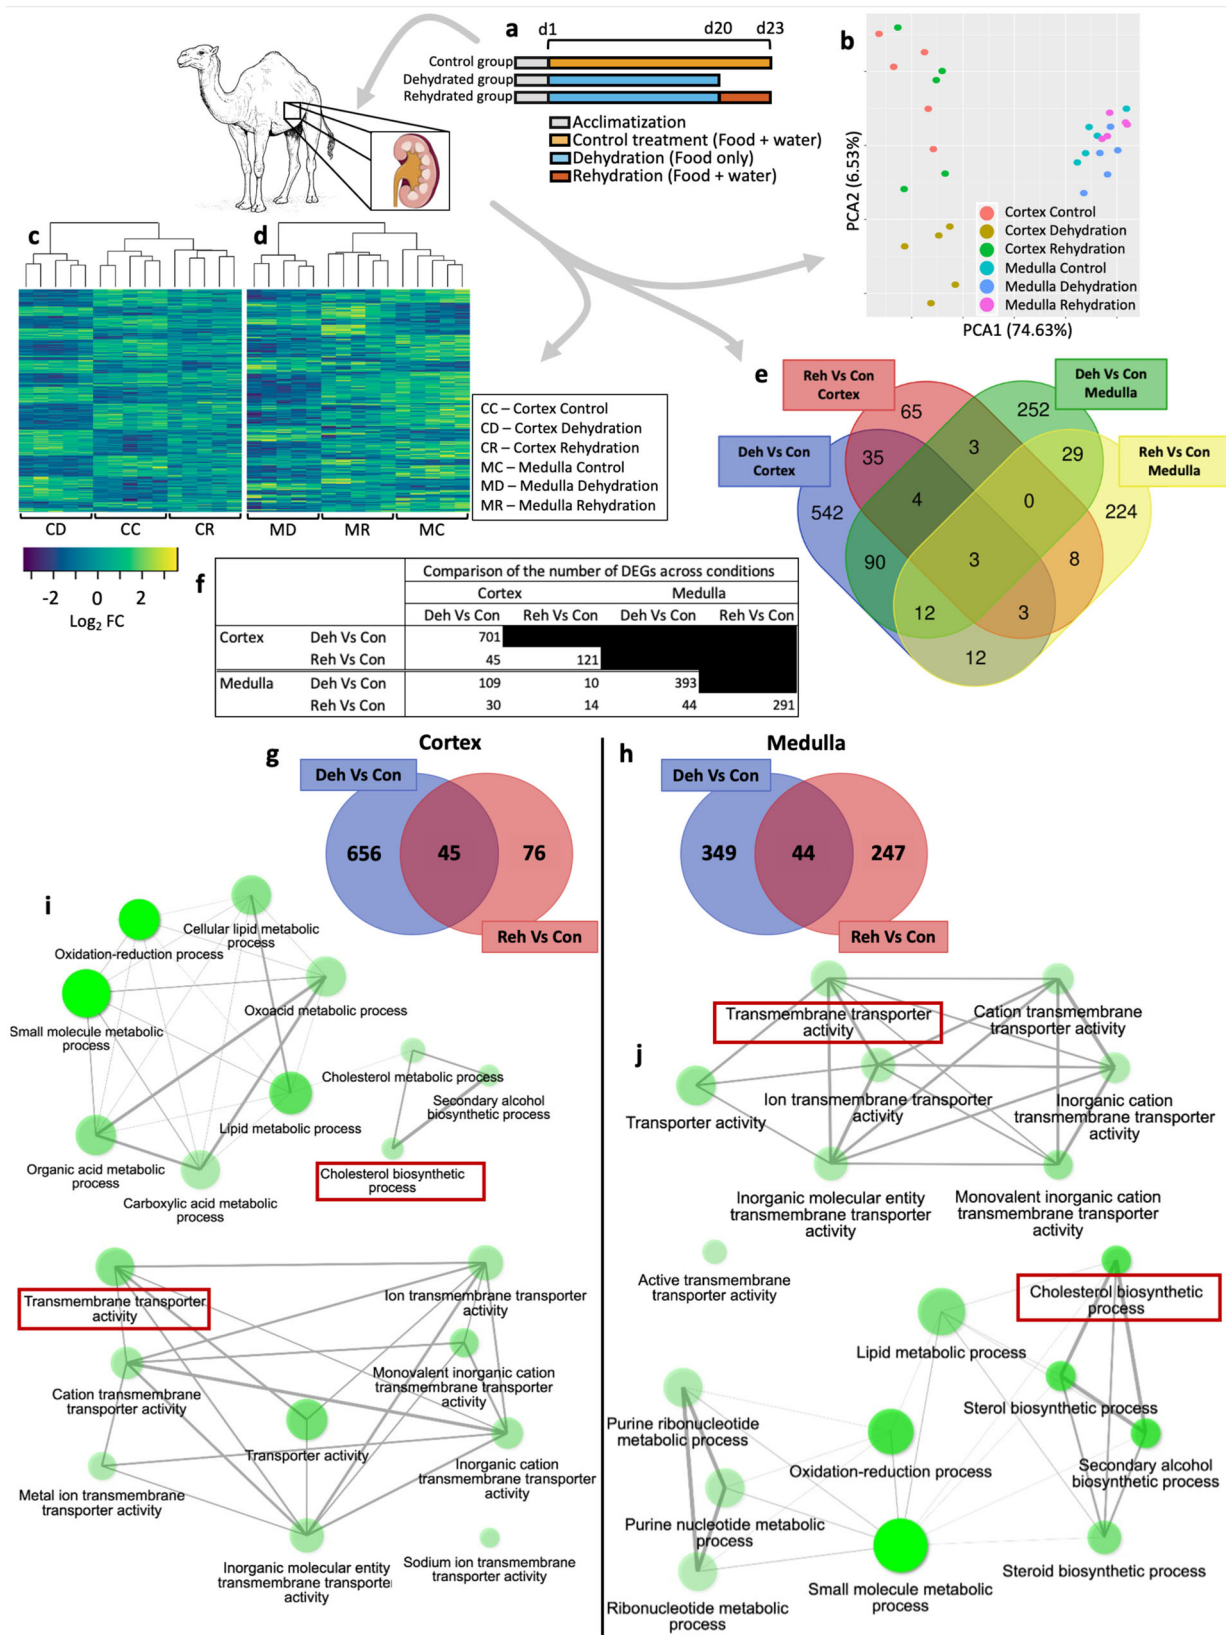 a
d1
d20
d23
Control group
Dehydrated group
Rehydrated group
Acclimatization
Control treatment (Food + water)
Dehydration (Food only)
Rehydration (Food + water)
b
PCA2 (6.53%)
Cortex Control
Cortex Dehydration
Cortex Rehydration
Medulla Control
Medulla Dehydration
Medulla Rehydration
PCA1 (74.63%)
c
CD
CC
CR
d
MD
MR
MC
-2
0
2
Log2 FC
CC – Cortex Control
CD – Cortex Dehydration
CR – Cortex Rehydration
MC – Medulla Control
MD – Medulla Dehydration
MR – Medulla Rehydration
e
Reh Vs Con
Cortex
Deh Vs Con
Medulla
Deh Vs Con
Cortex
Reh Vs Con
Medulla
65
252
35
3
29
542
4
0
224
90
3
8
12
3
12
f
Comparison of the number of DEGs across conditions
Cortex Medulla
Deh Vs Con Reh Vs Con Deh Vs Con Reh Vs Con
Cortex Deh Vs Con 701
Reh Vs Con 45 121
Medulla Deh Vs Con 109 10 393
Reh Vs Con 30 14 44 291
g
Cortex
Deh Vs Con
656
45
76
Reh Vs Con
h
Medulla
Deh Vs Con
349
44
247
Reh Vs Con
i
Cellular lipid metabolic
process
Oxidation-reduction process
Oxoacid metabolic process
Small molecule metabolic
process
Cholesterol metabolic process
Secondary alcohol
biosynthetic process
Lipid metabolic process
Organic acid metabolic
process
Cholesterol biosynthetic
process
Carboxylic acid metabolic
process
Transmembrane transporter
activity
Ion transmembrane transporter
activity
Monovalent inorganic cation
transmembrane transporter
activity
Cation transmembrane
transporter activity
Transporter activity
Inorganic cation
transmembrane transporter
activity
Metal ion transmembrane
transporter activity
Inorganic molecular entity
transmembrane transporte
activity
Sodium ion transmembrane
transporter activity
j
Transmembrane transporter
activity
Cation transmembrane
transporter activity
Ion transmembrane transporter
activity
Transporter activity
Inorganic cation
transmembrane transporter
activity
Inorganic molecular entity
transmembrane transporter
activity
Monovalent inorganic cation
transmembrane transporter
activity
Active transmembrane
transporter activity
Cholesterol biosynthetic
process
Lipid metabolic process
Sterol biosynthetic process
Purine ribonucleotide
metabolic process
Oxidation-reduction process
Secondary alcohol
biosynthetic process
Purine nucleotide metabolic
process
Steroid biosynthetic process
Small molecule metabolic
process
Ribonucleotide metabolic
process